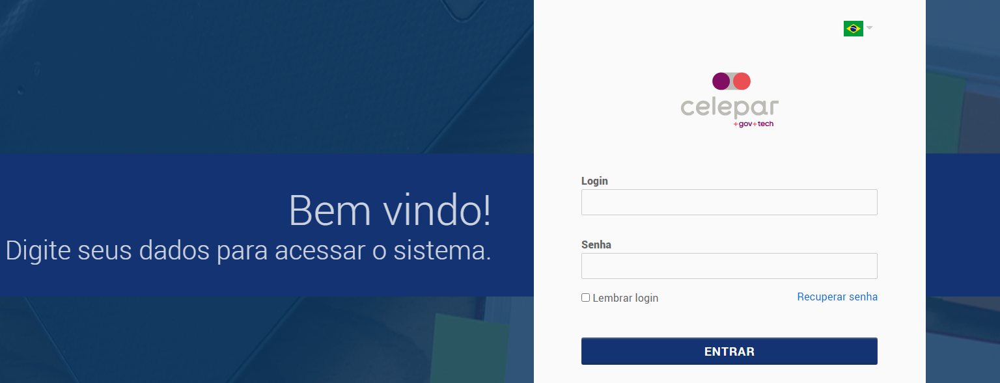 celepar
+gov+tech
Bem vindo!
Digite seus dados para acessar o sistema.
Login
Senha
Lembrar login
Recuperar senha
ENTRAR